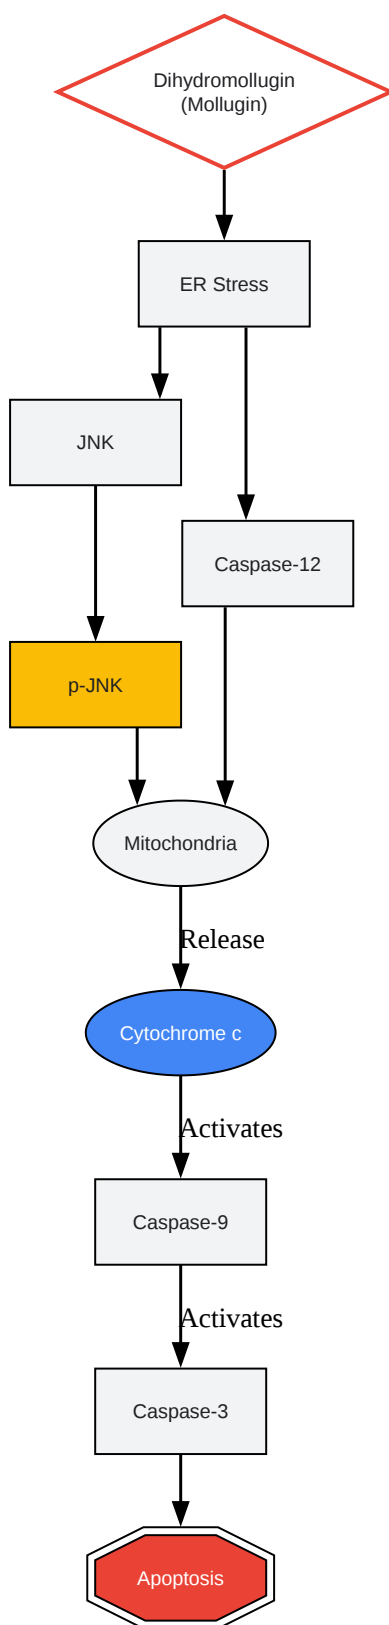 Dihydromollugin
(Mollugin)
ER Stress
JNK
Caspase-12
p-JNK
Mitochondria
Release
Cytochrome c
Activates
Caspase-9
Activates
Caspase-3
Apoptosis